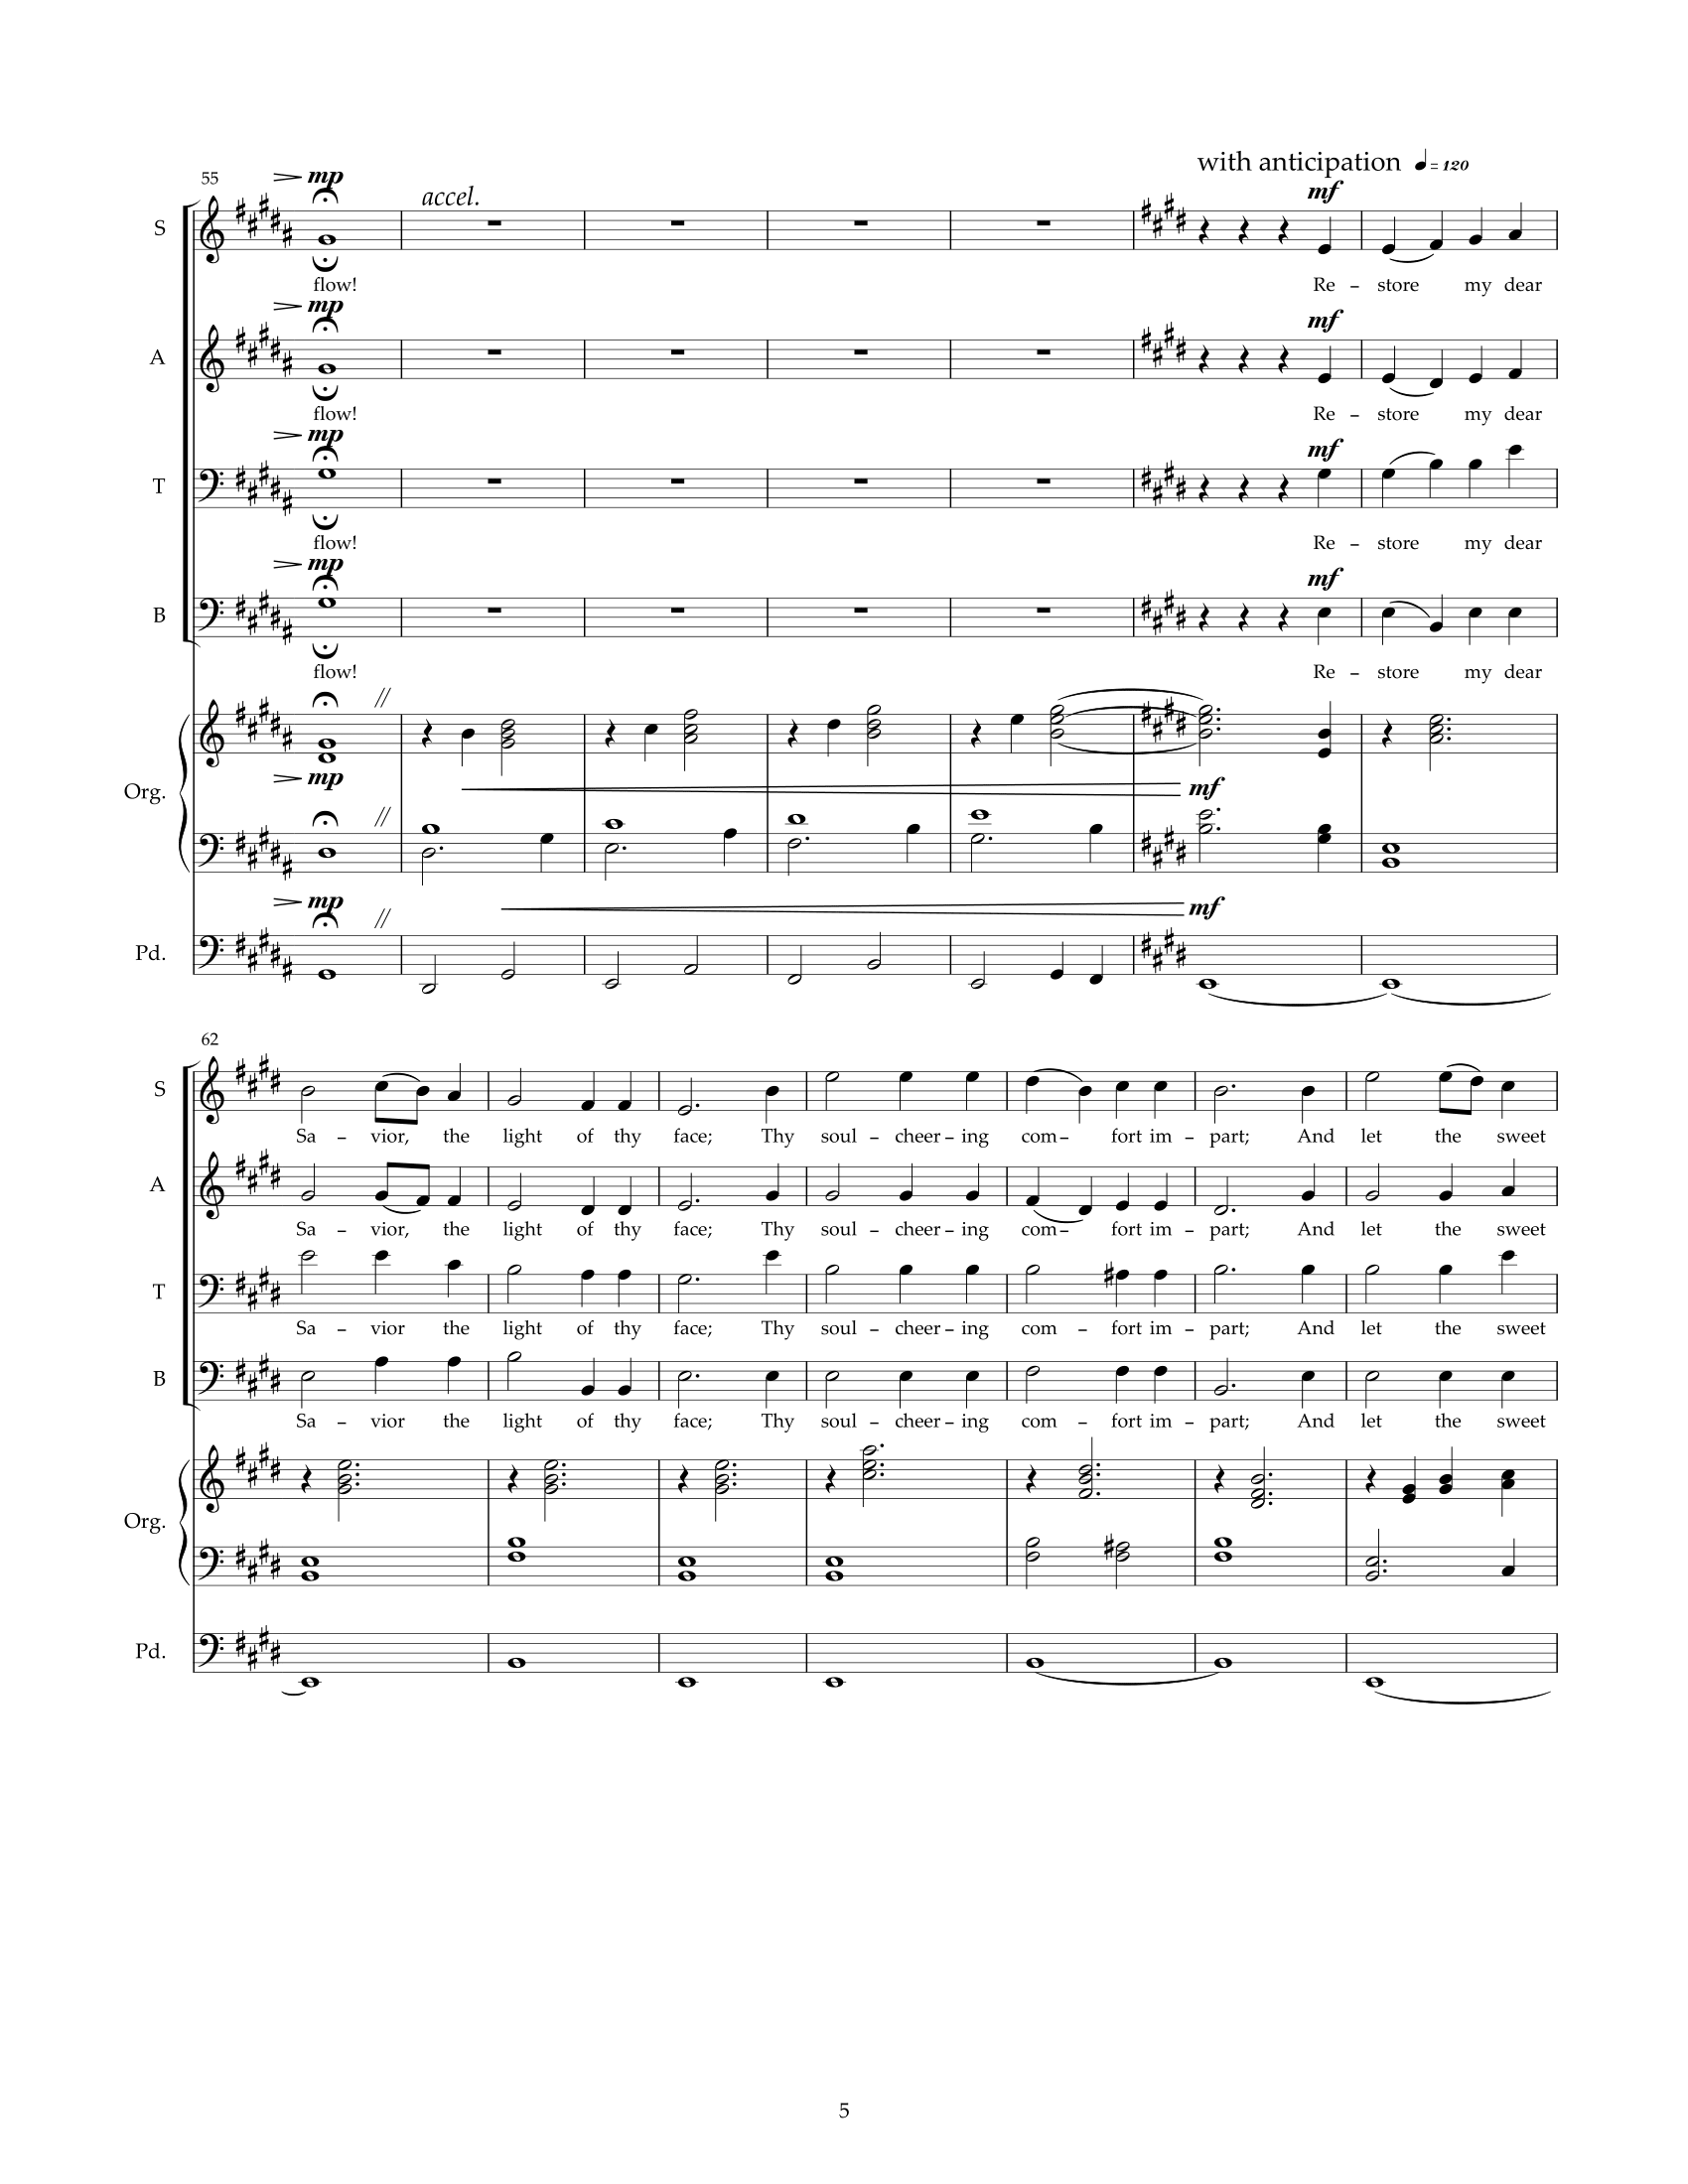 with anticipation ♩= 120
55
mp
accel.
mf
S
flow! Re – store my dear
mp
mf
A
flow! Re – store my dear
mp
mf
T
flow! Re – store my dear
mp
mf
B
flow! Re – store my dear
//
mp
mf
Org.
//
mp
mf
//
Pd.
62
S
Sa – vior, the light of thy face; Thy soul – cheer – ing com – fort im – part; And let the sweet
A
Sa – vior, the light of thy face; Thy soul – cheer – ing com – fort im – part; And let the sweet
T
Sa – vior the light of thy face; Thy soul – cheer – ing com – fort im – part; And let the sweet
B
Sa – vior the light of thy face; Thy soul – cheer – ing com – fort im – part; And let the sweet
Org.
Pd.
5